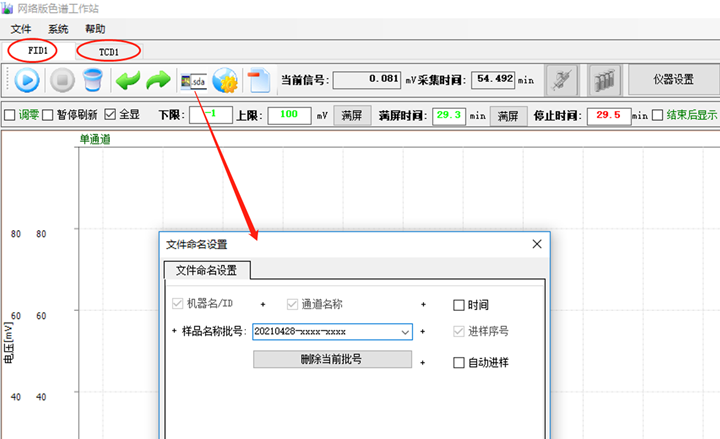 网络版色谱工作站
文件 系统 帮助
FID1 TCD1
.sda 当前信号: 0.081 mV 采集时间: 54.492 min 仪器设置
调零 暂停刷新 全显 下限: -1 上限: 100 mV 满屏 满屏时间: 29.3 min 满屏 停止时间: 29.5 min 结束后显示
单通道
80 80
60 60
电压[mV]
40 40
文件命名设置
文件命名设置
机器名/ID + 通道名称 + 时间
+ 样品名称批号: 20210428-xxxx-xxxx + 进样序号
删除当前批号 + 自动进样